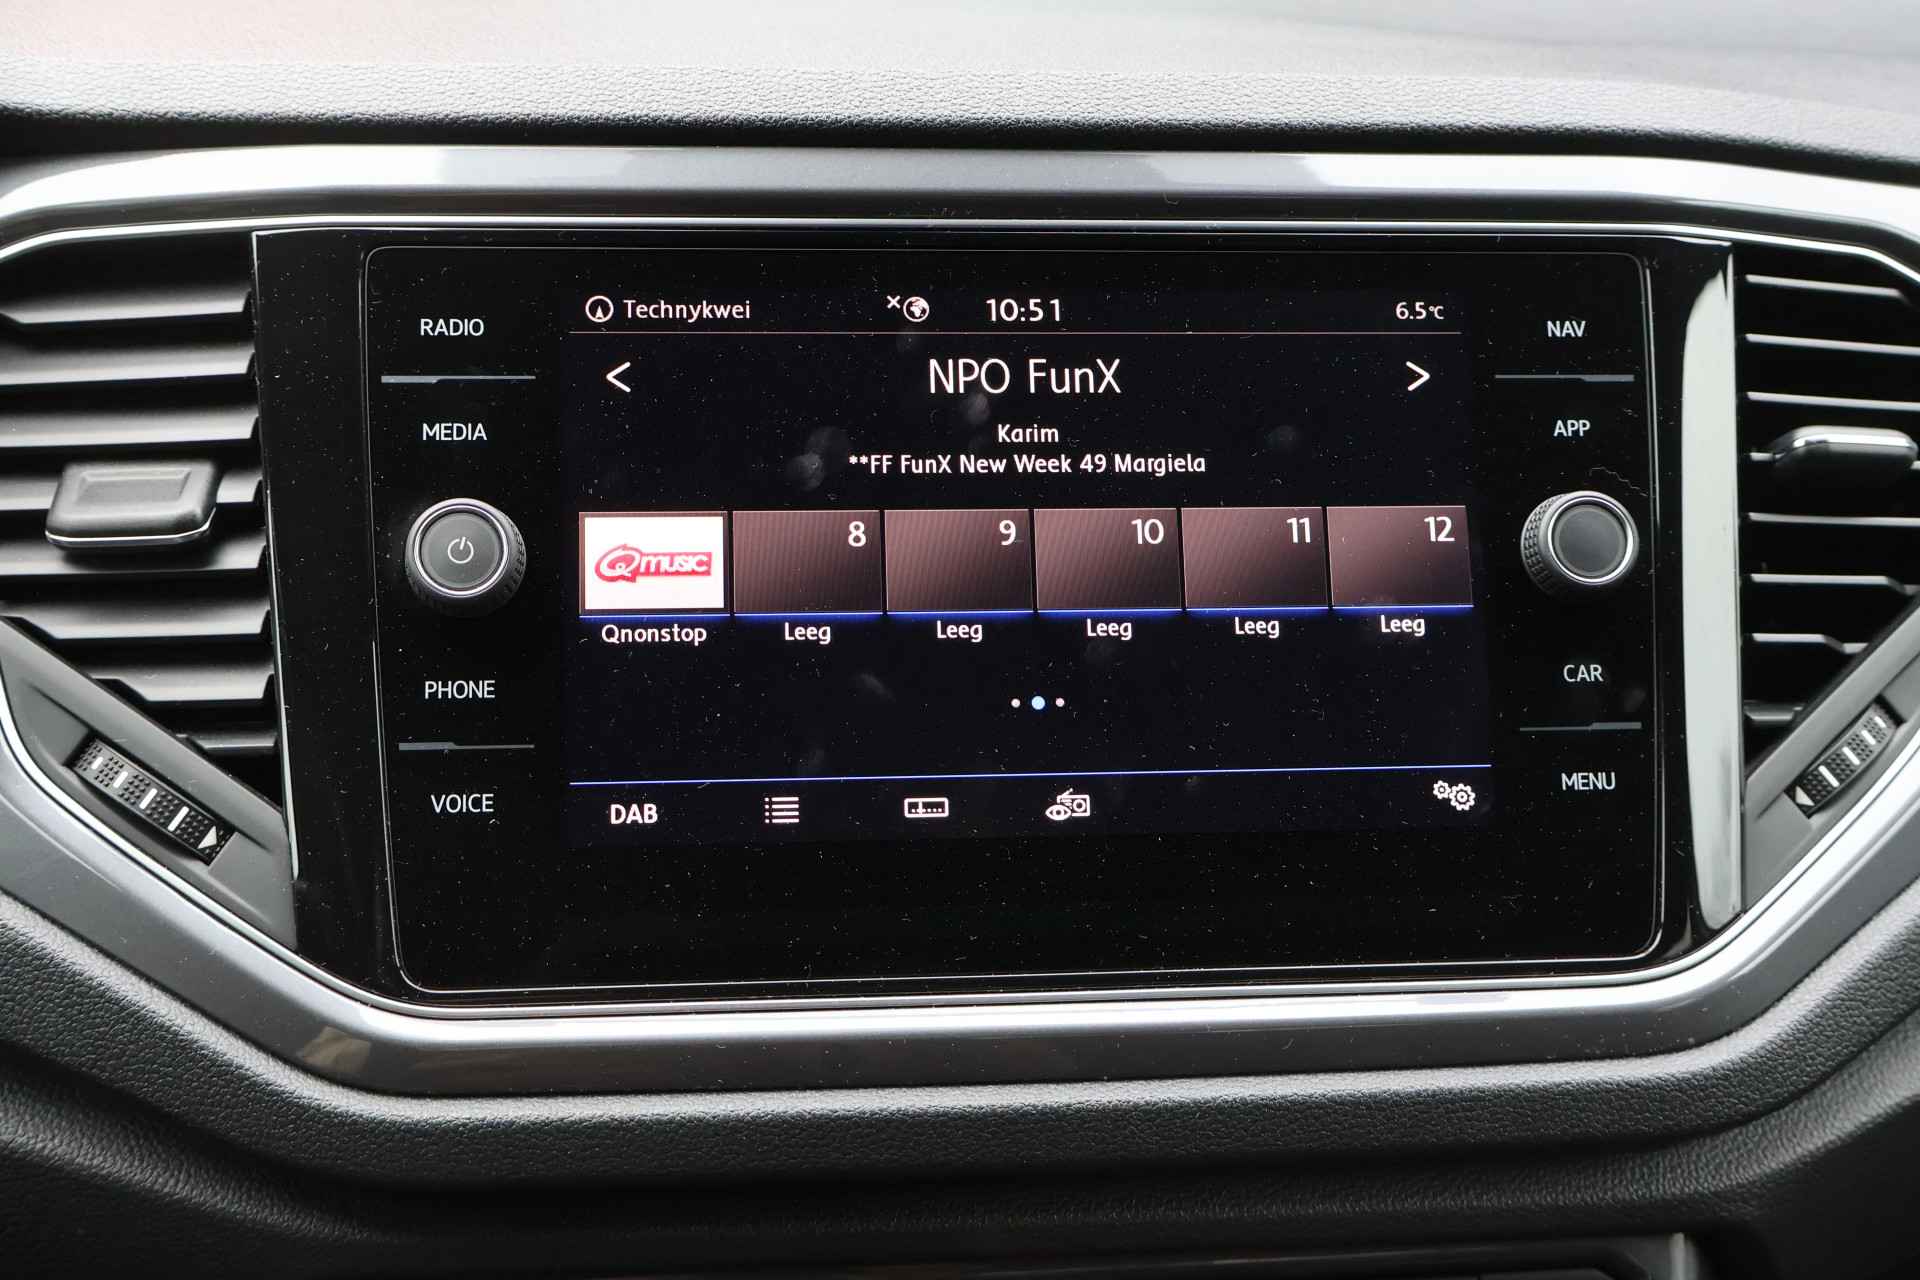 RADIO
MEDIA
PHONE
VOICE
Technykwei 10:51 6.5°C
< NPO FunX >
Karim
**FF FunX New Week 49 Margiela
Qmusic 8 9 10 11 12
Qnonstop Leeg Leeg Leeg Leeg Leeg
DAB
NAV
APP
CAR
MENU